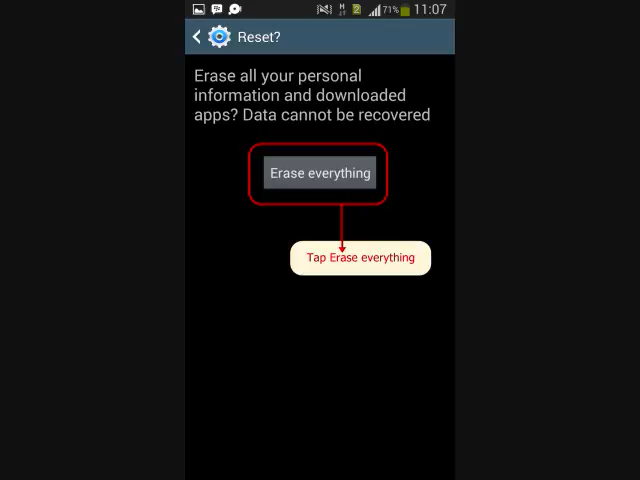 71% 11:07
Reset?
Erase all your personal
information and downloaded
apps? Data cannot be recovered
Erase everything
Tap Erase everything